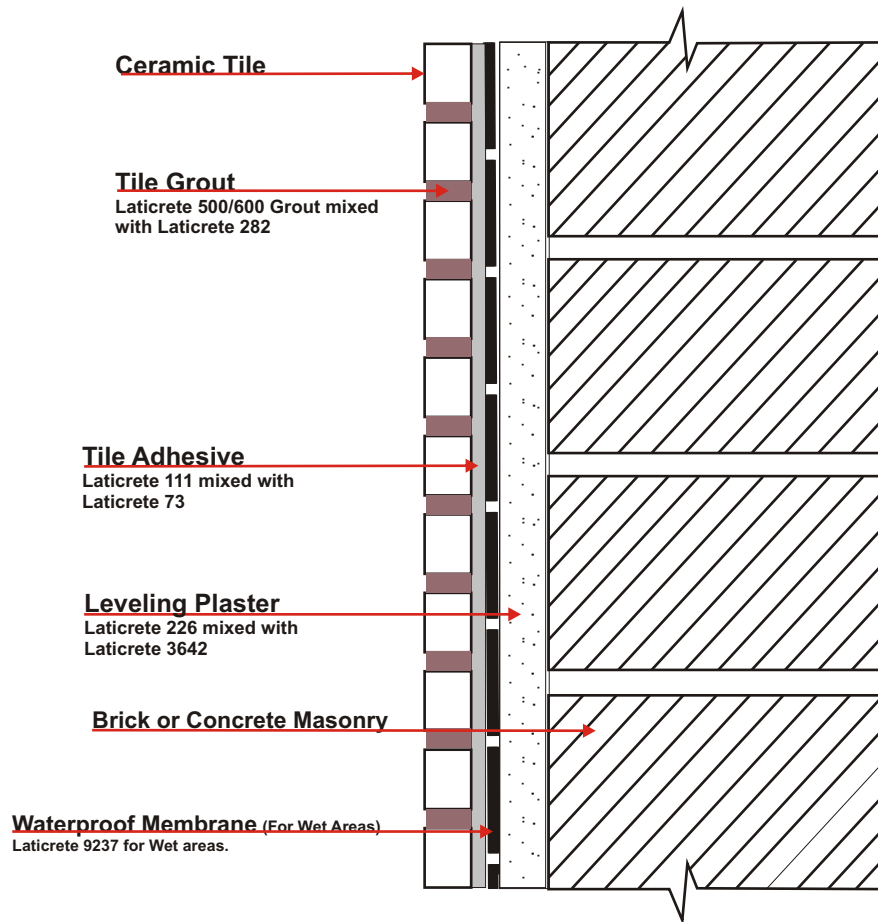 Ceramic Tile
Tile Grout
Laticrete 500/600 Grout mixed
with Laticrete 282
Tile Adhesive
Laticrete 111 mixed with
Laticrete 73
Leveling Plaster
Laticrete 226 mixed with
Laticrete 3642
Brick or Concrete Masonry
Waterproof Membrane (For Wet Areas)
Laticrete 9237 for Wet areas.